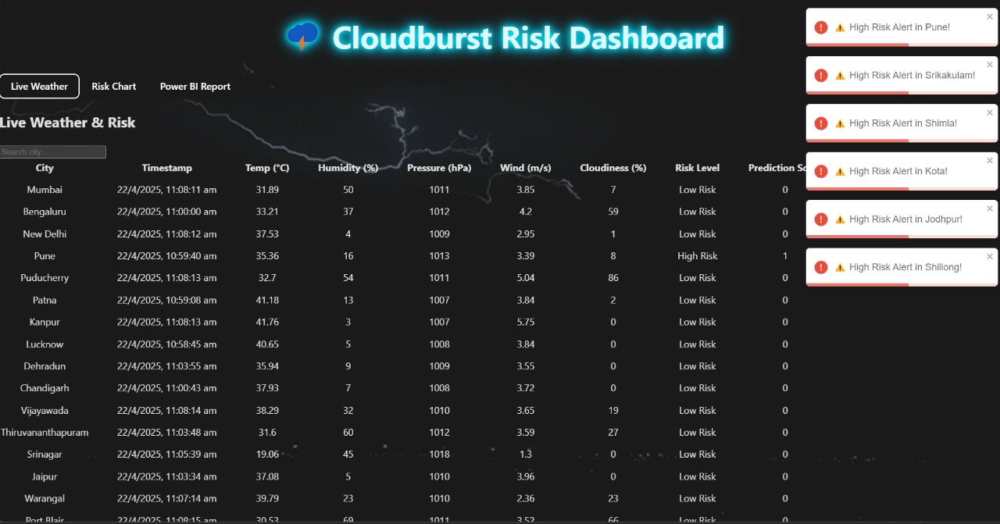 Cloudburst Risk Dashboard
Live Weather Risk Chart Power BI Report
Live Weather & Risk
Search city...
City Timestamp Temp (°C) Humidity (%) Pressure (hPa) Wind (m/s) Cloudiness (%) Risk Level Prediction Sc
Mumbai 22/4/2025, 11:08:11 am 31.89 50 1011 3.85 7 Low Risk 0
Bengaluru 22/4/2025, 11:00:00 am 33.21 37 1012 4.2 59 Low Risk 0
New Delhi 22/4/2025, 11:08:12 am 37.53 4 1009 2.95 1 Low Risk 0
Pune 22/4/2025, 10:59:40 am 35.36 16 1013 3.39 8 High Risk 1
Puducherry 22/4/2025, 11:08:13 am 32.7 54 1011 5.04 86 Low Risk 0
Patna 22/4/2025, 10:59:08 am 41.18 13 1007 3.84 2 Low Risk 0
Kanpur 22/4/2025, 11:08:13 am 41.76 3 1007 5.75 0 Low Risk 0
Lucknow 22/4/2025, 10:58:45 am 40.65 5 1008 3.84 0 Low Risk 0
Dehradun 22/4/2025, 11:03:55 am 35.94 9 1009 3.55 0 Low Risk 0
Chandigarh 22/4/2025, 11:00:43 am 37.93 7 1008 3.72 0 Low Risk 0
Vijayawada 22/4/2025, 11:08:14 am 38.29 32 1010 3.65 19 Low Risk 0
Thiruvananthapuram 22/4/2025, 11:03:48 am 31.6 60 1012 3.59 27 Low Risk 0
Srinagar 22/4/2025, 11:05:39 am 19.06 45 1018 1.3 0 Low Risk 0
Jaipur 22/4/2025, 11:03:34 am 37.08 5 1010 3.96 0 Low Risk 0
Warangal 22/4/2025, 11:07:14 am 39.79 23 1010 2.36 23 Low Risk 0
Port Blair 22/4/2025, 11:08:15 am 30.53 69 1011 3.52 66 Low Risk 0
High Risk Alert in Pune!
High Risk Alert in Srikakulam!
High Risk Alert in Shimla!
High Risk Alert in Kota!
High Risk Alert in Jodhpur!
High Risk Alert in Shillong!